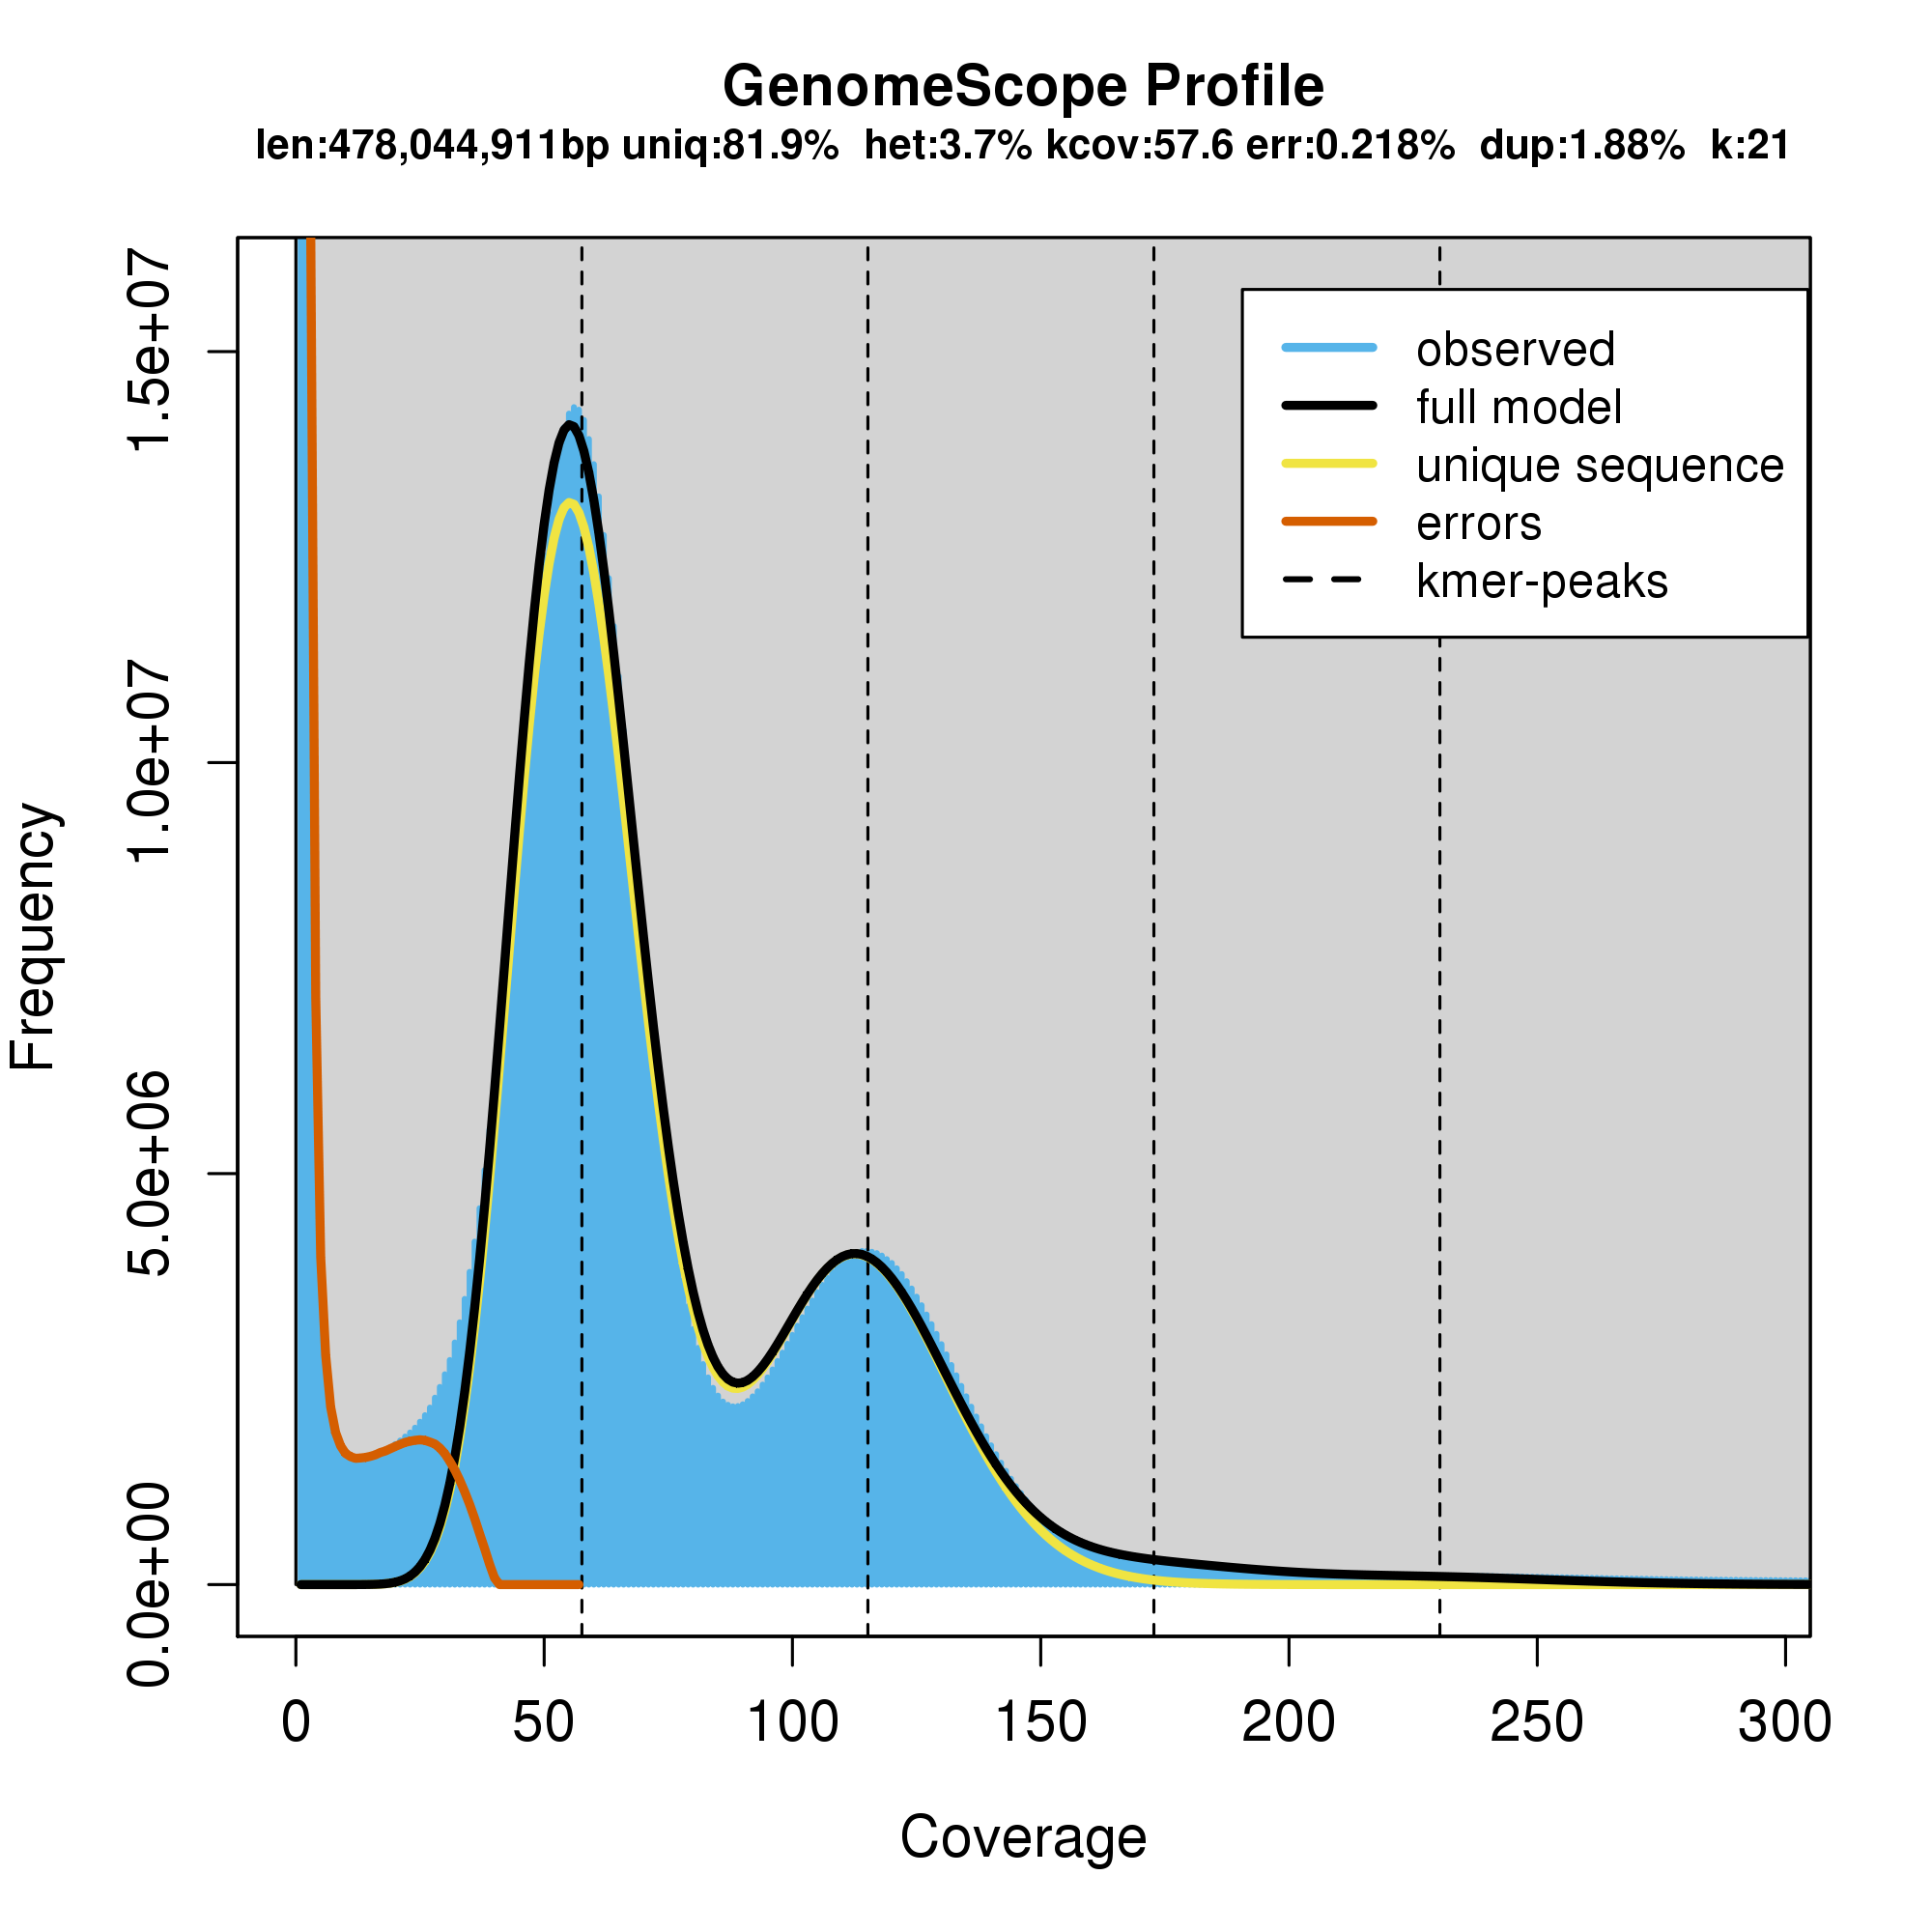 GenomeScope Profile
len:478,044,911bp uniq:81.9% het:3.7% kcov:57.6 err:0.218% dup:1.88% k:21
observed
full model
unique sequence
errors
kmer-peaks
Frequency
1.5e+07
1.0e+07
5.0e+06
0.0e+00
0 50 100 150 200 250 300
Coverage